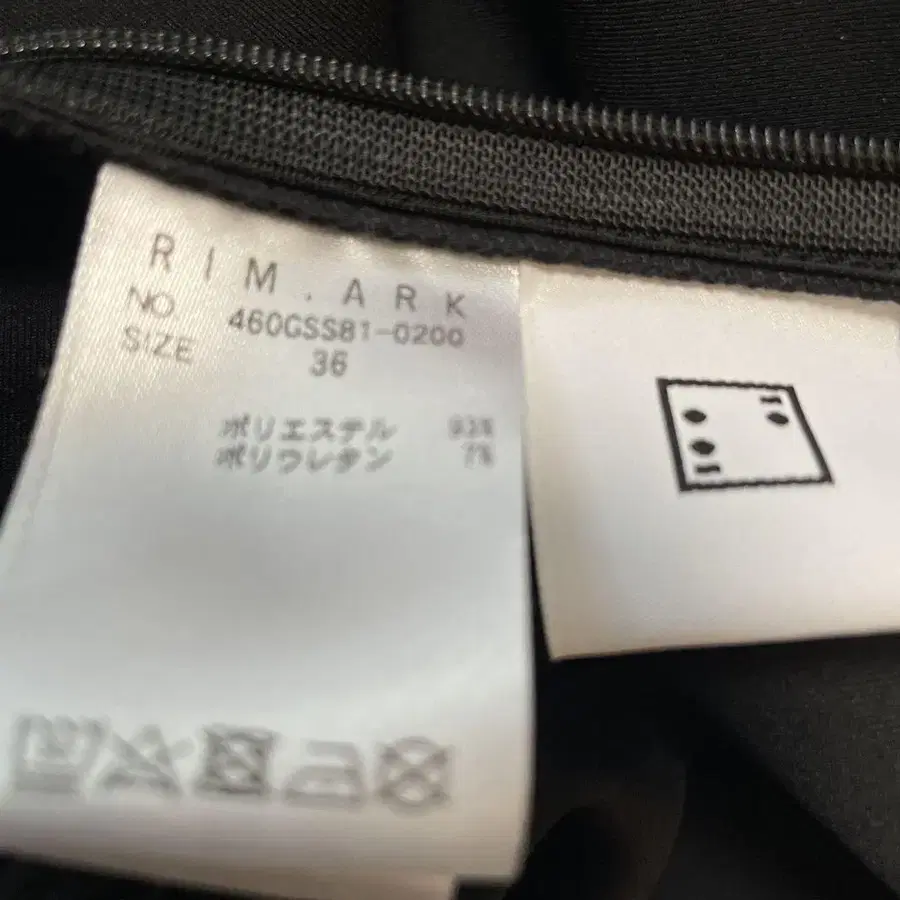 RIM.ARK
NO 460GSS81-0200
SIZE 36
ポリエステル 93%
ポリウレタン 7%